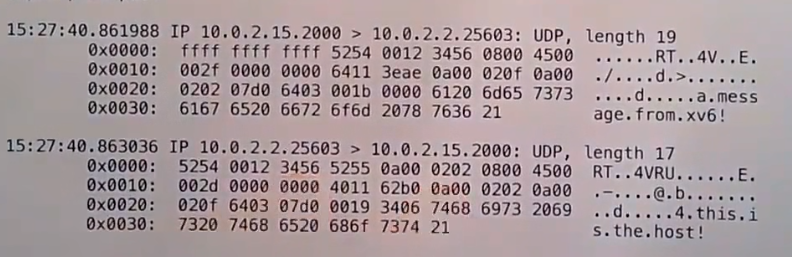 15:27:40.861988 IP 10.0.2.15.2000 > 10.0.2.2.25603: UDP, length 19
0x0000: ffff ffff ffff 5254 0012 3456 0800 4500 ......RT..4V..E.
0x0010: 002f 0000 0000 6411 3eae 0a00 020f 0a00 ./....d.>.......
0x0020: 0202 07d0 6403 001b 0000 6120 6d65 7373 ....d.....a.mess
0x0030: 6167 6520 6672 6f6d 2078 7636 21 age.from.xv6!
15:27:40.863036 IP 10.0.2.2.25603 > 10.0.2.15.2000: UDP, length 17
0x0000: 5254 0012 3456 5255 0a00 0202 0800 4500 RT..4VRU......E.
0x0010: 002d 0000 0000 4011 62b0 0a00 0202 0a00 .-....@.b.......
0x0020: 020f 6403 07d0 0019 3406 7468 6973 2069 ..d.....4.this.i
0x0030: 7320 7468 6520 686f 7374 21 s.the.host!